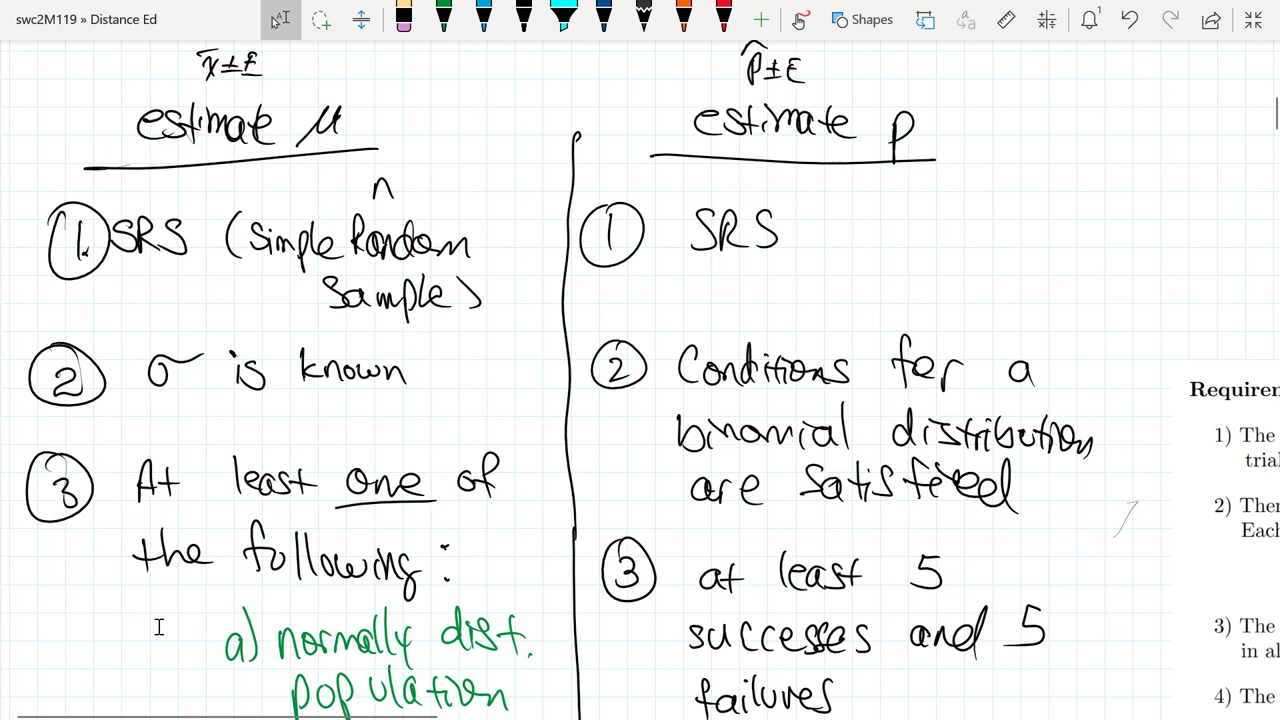 swc2M119 » Distance Ed
Shapes
x̄ ± E
estimate μ
n
1. SRS (Simple Random
Sample)
2 σ is known
3 At least one of
the following:
a) normally dist.
population
p̂ ± E
estimate p
1 SRS
2 Conditions for a
binomial distribution
are satisfied
3 at least 5
successes and 5
failures
Requirem
1) The
trial
2) Then
Each
3) The
in al
4) The